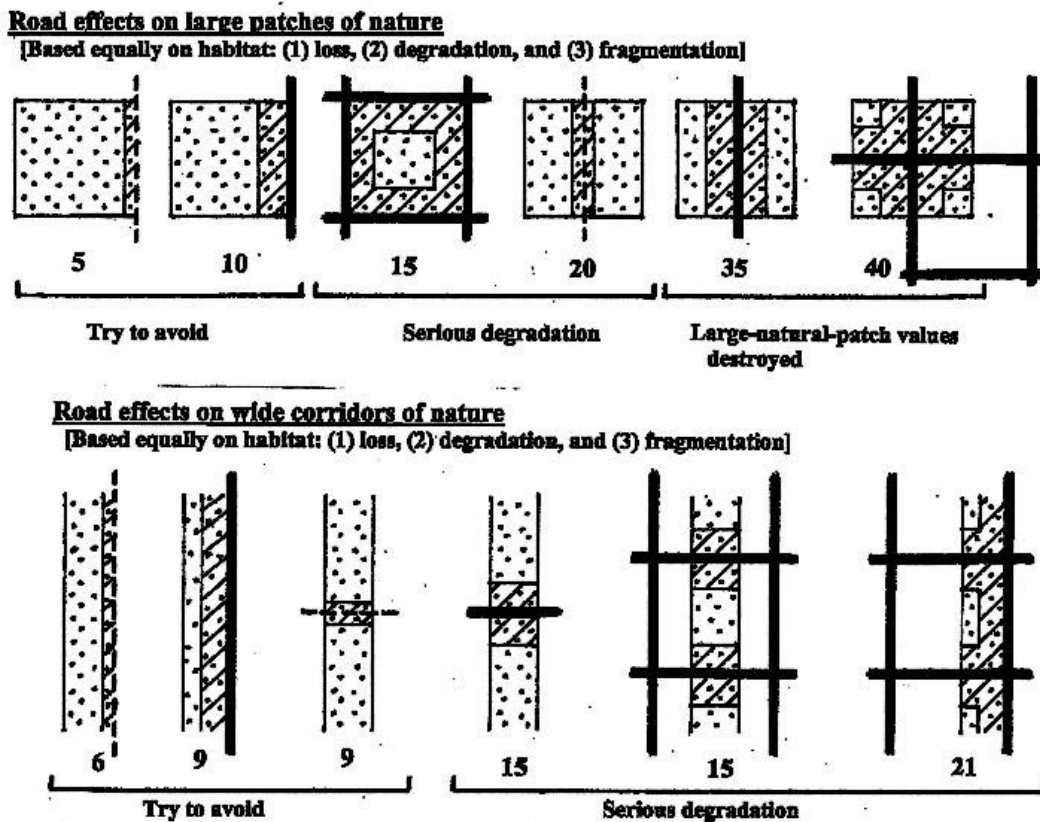 Road effects on large patches of nature
[Based equally on habitat: (1) loss, (2) degradation, and (3) fragmentation]
5 10 15 20 35 40
Try to avoid Serious degradation Large-natural-patch values
destroyed
Road effects on wide corridors of nature
[Based equally on habitat: (1) loss, (2) degradation, and (3) fragmentation]
6 9 9 15 15 21
Try to avoid Serious degradation